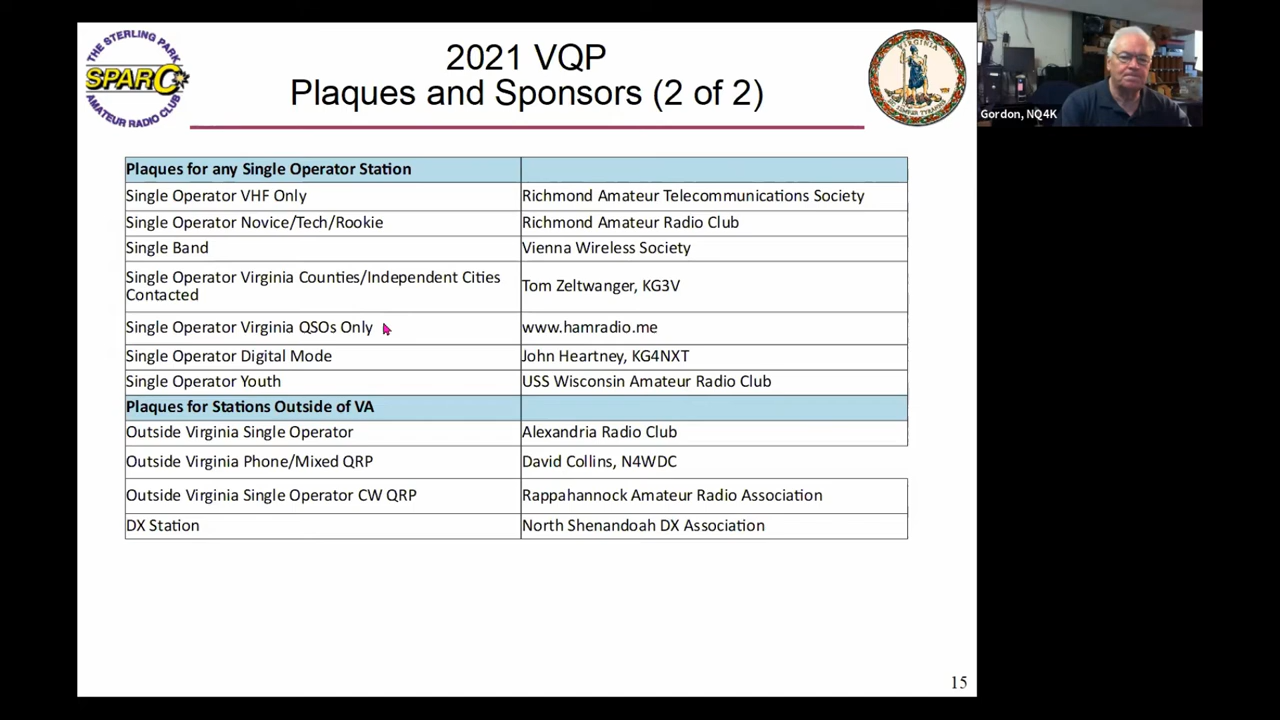 THE STERLING PARK
SPARC
AMATEUR RADIO CLUB
2021 VQP
Plaques and Sponsors (2 of 2)
VIRGINIA
Gordon, NQ4K
Plaques for any Single Operator Station
Single Operator VHF Only Richmond Amateur Telecommunications Society
Single Operator Novice/Tech/Rookie Richmond Amateur Radio Club
Single Band Vienna Wireless Society
Single Operator Virginia Counties/Independent Cities
Contacted Tom Zeltwanger, KG3V
Single Operator Virginia QSOs Only www.hamradio.me
Single Operator Digital Mode John Heartney, KG4NXT
Single Operator Youth USS Wisconsin Amateur Radio Club
Plaques for Stations Outside of VA
Outside Virginia Single Operator Alexandria Radio Club
Outside Virginia Phone/Mixed QRP David Collins, N4WDC
Outside Virginia Single Operator CW QRP Rappahannock Amateur Radio Association
DX Station North Shenandoah DX Association
15